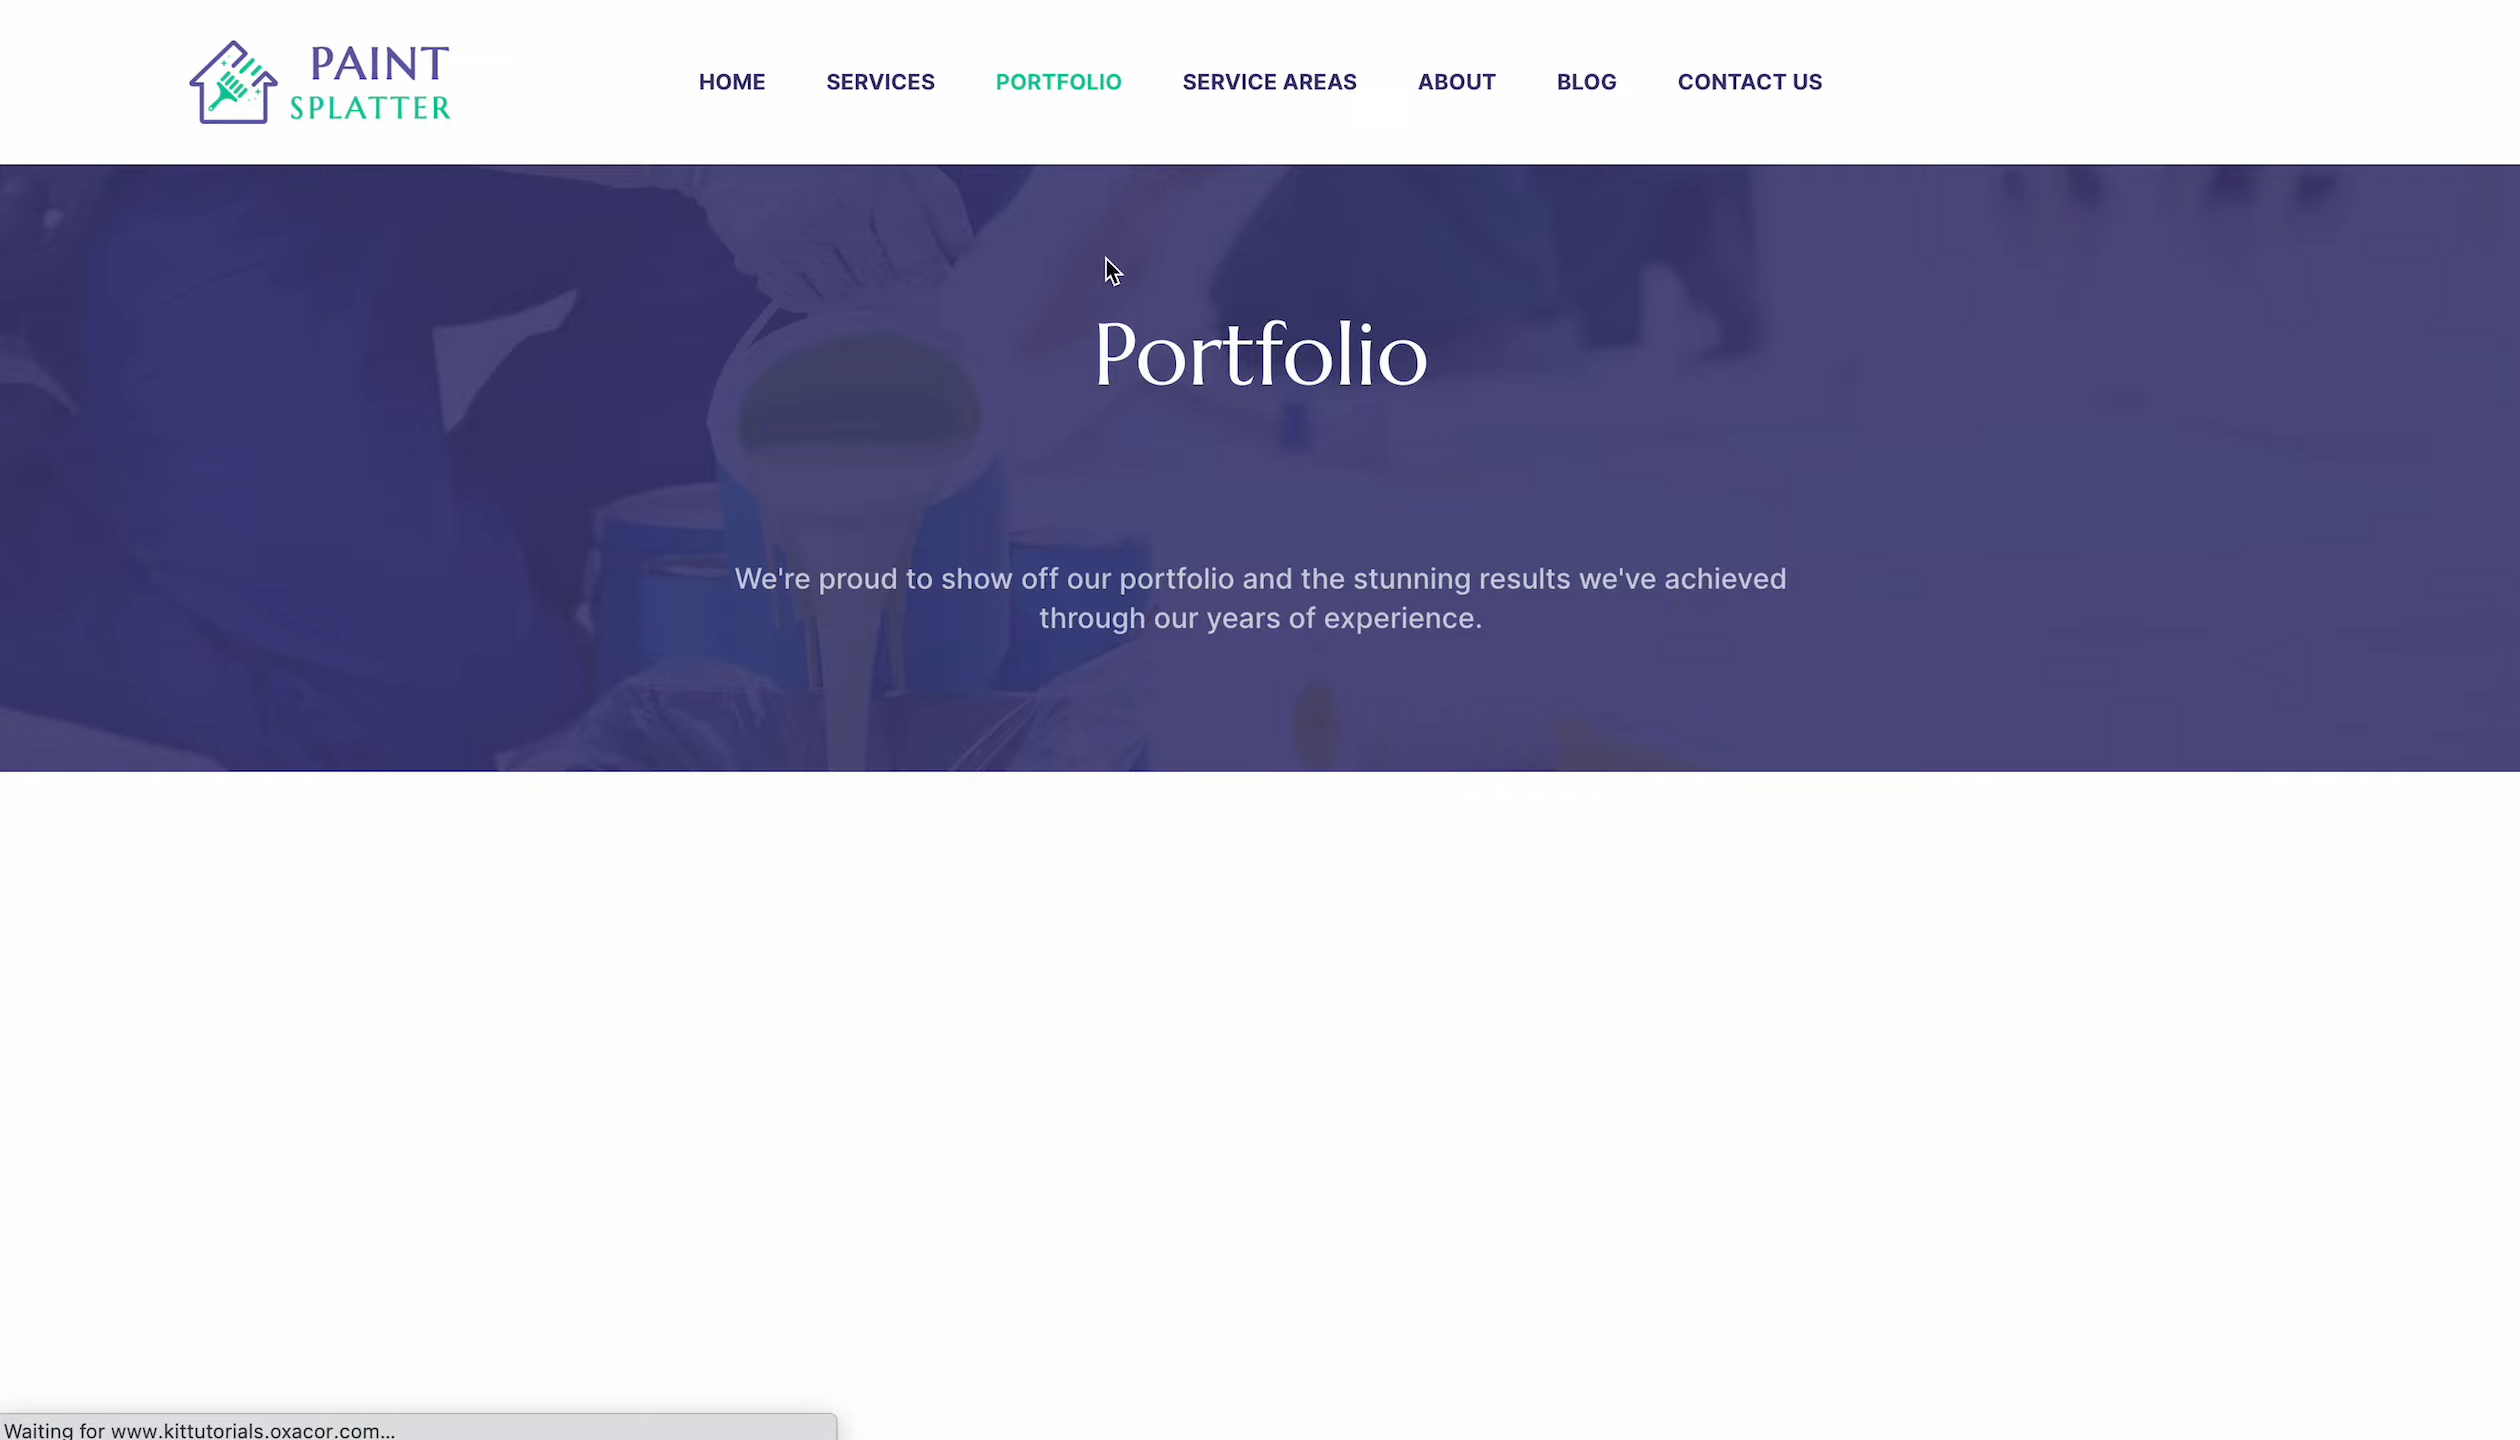 PAINT
SPLATTER
HOME SERVICES PORTFOLIO SERVICE AREAS ABOUT BLOG CONTACT US
Portfolio
We're proud to show off our portfolio and the stunning results we've achieved
through our years of experience.
Waiting for www.kittutorials.oxacor.com...